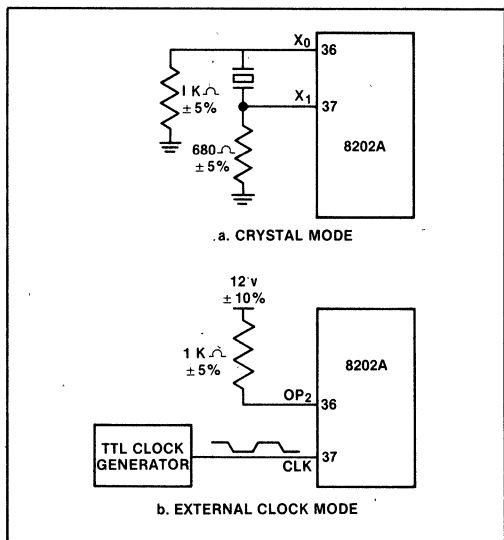 X0
36
1 KΩ
±5%
X1
37
680Ω
±5%
8202A
a. CRYSTAL MODE
12 v
±10%
1 KΩ
±5%
8202A
OP2
36
TTL CLOCK
GENERATOR
CLK
37
b. EXTERNAL CLOCK MODE